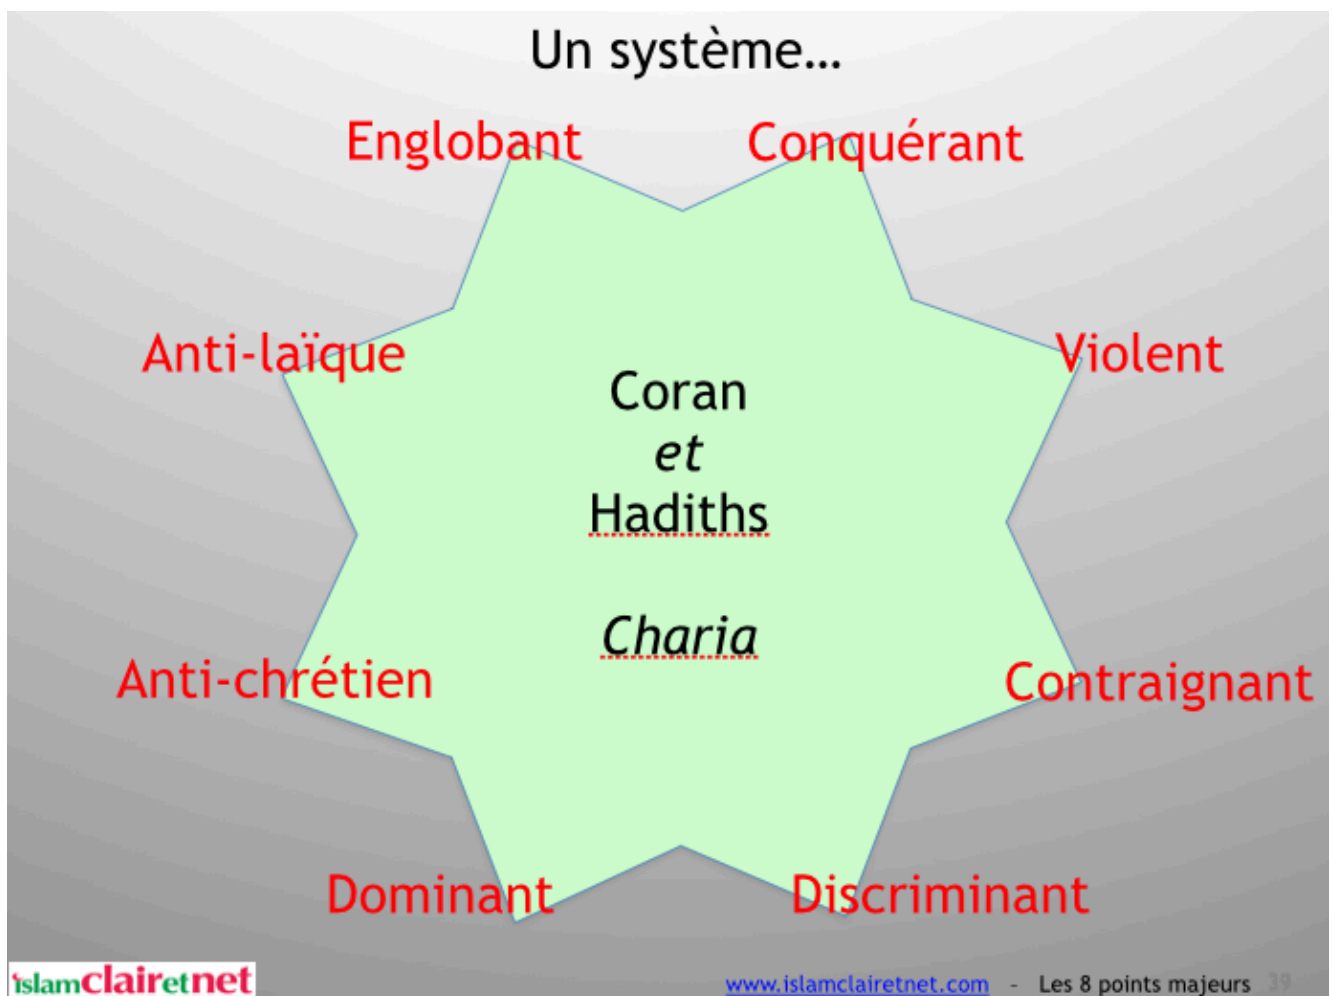 Un système...
Englobant
Conquérant
Anti-laïque
Violent
Coran
et
Hadiths
Charia
Anti-chrétien
Contraignant
Dominant
Discriminant
islamclairetnet
www.islamclairetnet.com - Les 8 points majeurs 39